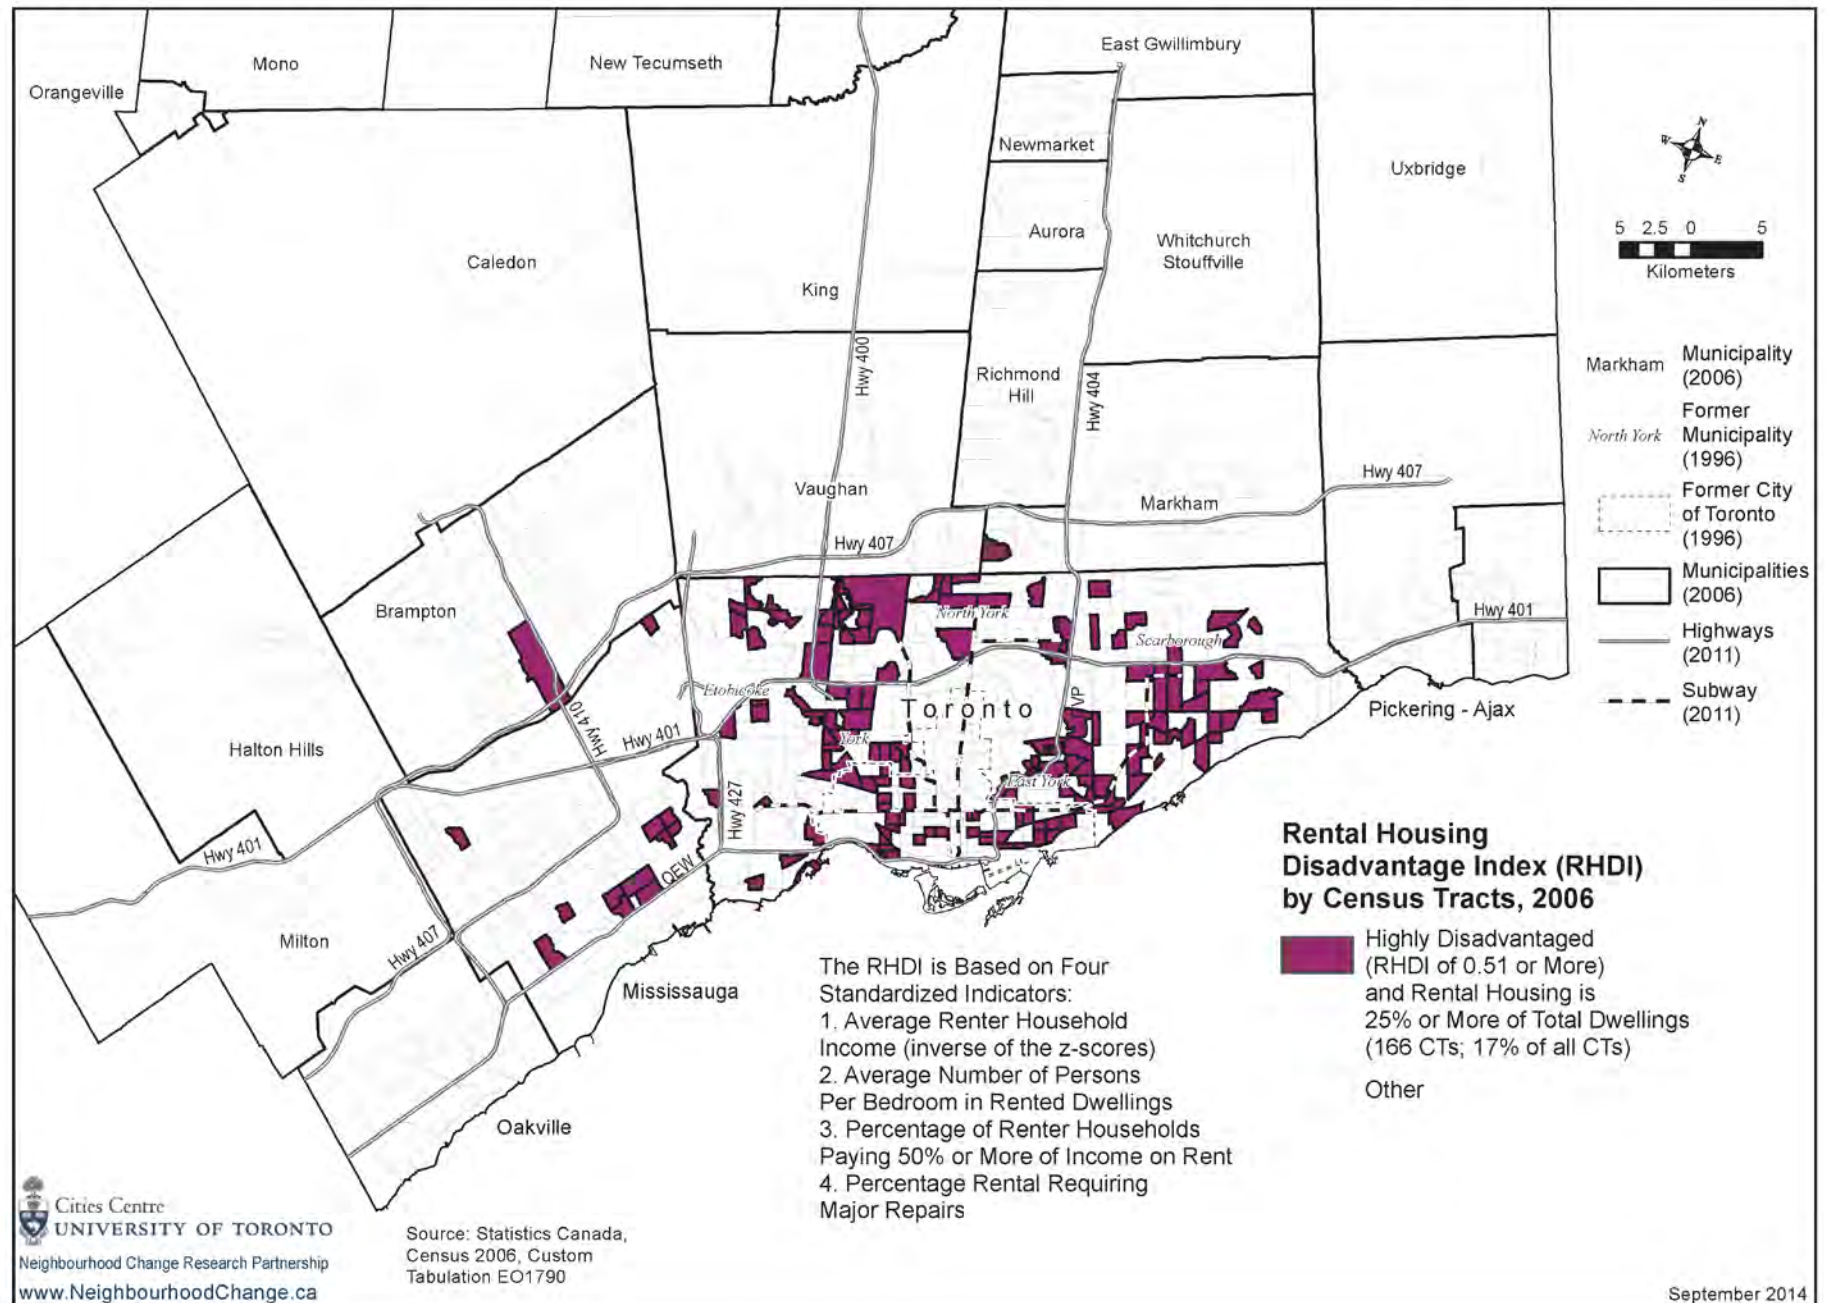 Orangeville
Mono
New Tecumseth
East Gwillimbury
Newmarket
Uxbridge
Aurora
Whitchurch
Stouffville
Caledon
King
Hwy 400
Richmond
Hill
Hwy 404
Vaughan
Markham
Hwy 407
Hwy 407
Brampton
North York
Scarborough
Hwy 401
Etobicoke
Toronto
VP
Pickering - Ajax
Hwy 410
Hwy 401
York
Halton Hills
East York
Hwy 427
Hwy 401
QEW
Milton
Hwy 407
Mississauga
Oakville
N
W
E
S
5 2.5 0 5
Kilometers
Markham
Municipality
(2006)
North York
Former
Municipality
(1996)
Former City
of Toronto
(1996)
Municipalities
(2006)
Highways
(2011)
Subway
(2011)
Rental Housing
Disadvantage Index (RHDI)
by Census Tracts, 2006
Highly Disadvantaged
(RHDI of 0.51 or More)
and Rental Housing is
25% or More of Total Dwellings
(166 CTs; 17% of all CTs)
Other
The RHDI is Based on Four
Standardized Indicators:
1. Average Renter Household
Income (inverse of the z-scores)
2. Average Number of Persons
Per Bedroom in Rented Dwellings
3. Percentage of Renter Households
Paying 50% or More of Income on Rent
4. Percentage Rental Requiring
Major Repairs
Cities Centre
UNIVERSITY OF TORONTO
Neighbourhood Change Research Partnership
www.NeighbourhoodChange.ca
Source: Statistics Canada,
Census 2006, Custom
Tabulation EO1790
September 2014